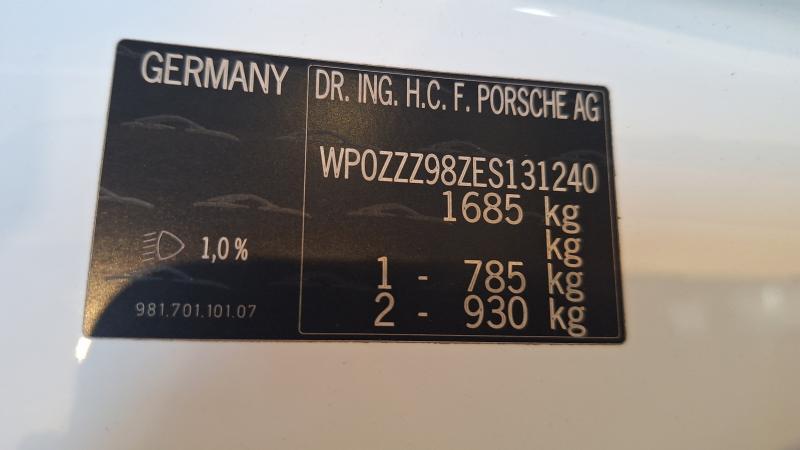 GERMANY
DR. ING. H.C. F. PORSCHE AG
WP0ZZZ98ZES131240
1685 kg
kg
1 - 785 kg
2 - 930 kg
1,0 %
981.701.101.07